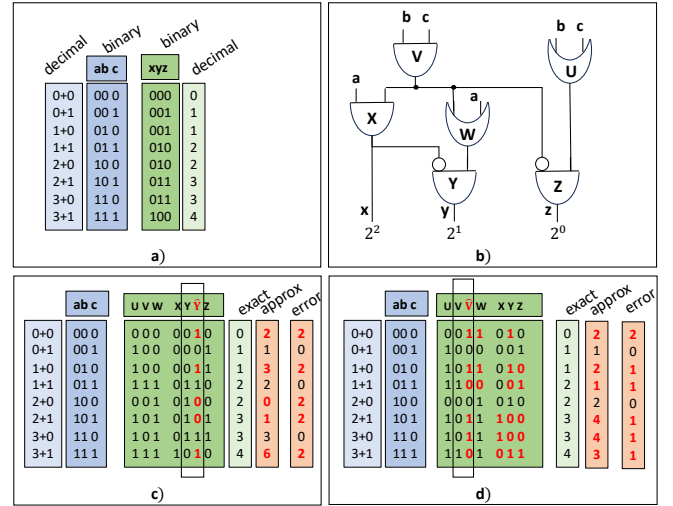 decimal binary binary decimal
ab c xyz
0+0 00 0 000 0
0+1 00 1 001 1
1+0 01 0 001 1
1+1 01 1 010 2
2+0 10 0 010 2
2+1 10 1 011 3
3+0 11 0 011 3
3+1 11 1 100 4
a)
b c b c
V U
a a
X W
Y Z
x y z
2² 2¹ 2⁰
b)
exact approx error
ab c U V W X Y Ŷ Z
0+0 00 0 0 0 0 0 0 1 0 0 2 2
0+1 00 1 1 0 0 0 0 0 1 1 1 0
1+0 01 0 1 0 0 0 0 1 1 1 3 2
1+1 01 1 1 1 1 0 1 1 0 2 2 0
2+0 10 0 0 0 1 0 1 0 0 2 0 2
2+1 10 1 1 0 1 0 1 0 1 3 1 2
3+0 11 0 1 0 1 0 1 1 1 3 3 0
3+1 11 1 1 1 1 1 0 1 0 4 6 2
c)
exact approx error
ab c U V V̂ W X Y Z
0+0 00 0 0 0 1 1 0 1 0 0 2 2
0+1 00 1 1 0 0 0 0 0 1 1 1 0
1+0 01 0 1 0 1 1 0 1 0 1 2 1
1+1 01 1 1 1 0 0 0 0 1 2 1 1
2+0 10 0 0 0 0 1 0 1 0 2 2 0
2+1 10 1 1 0 1 1 1 0 0 3 4 1
3+0 11 0 1 0 1 1 1 0 0 3 4 1
3+1 11 1 1 1 0 1 0 1 1 4 3 1
d)